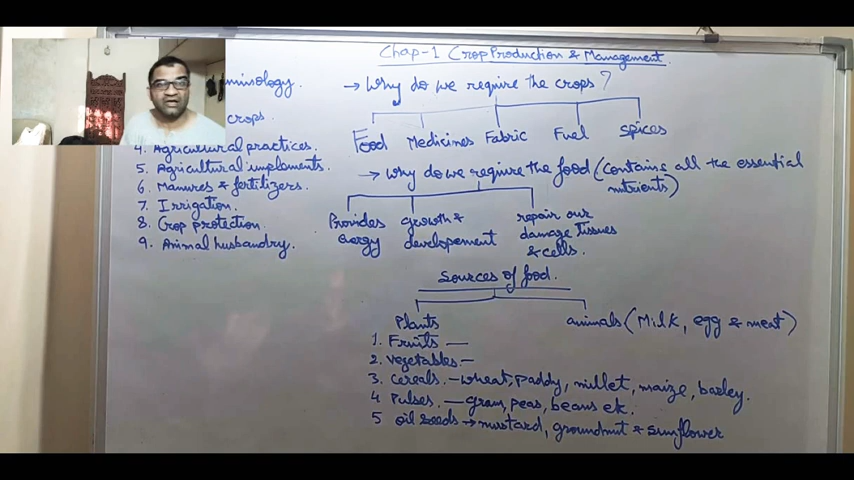 Chap-1 Crop Production & Management
minology.
crops.
4. Agricultural practices.
5. Agricultural implements.
6. Manures & fertilizers.
7. Irrigation.
8. Crop protection.
9. Animal husbandry.
→ Why do we require the crops?
Food Medicines Fabric Fuel Spices
→ Why do we require the food (Contains all the essential
nutrients)
Provides growth & repair our
energy developement damage tissues
& cells.
Sources of food.
Plants animals (Milk, egg & meat)
1. Fruits —
2. Vegetables. —
3. Cereals. — wheat, Paddy, millet, maize, barley.
4 Pulses. — gram, peas, beans etc.
5 oil seeds → mustard, groundnut & sunflower